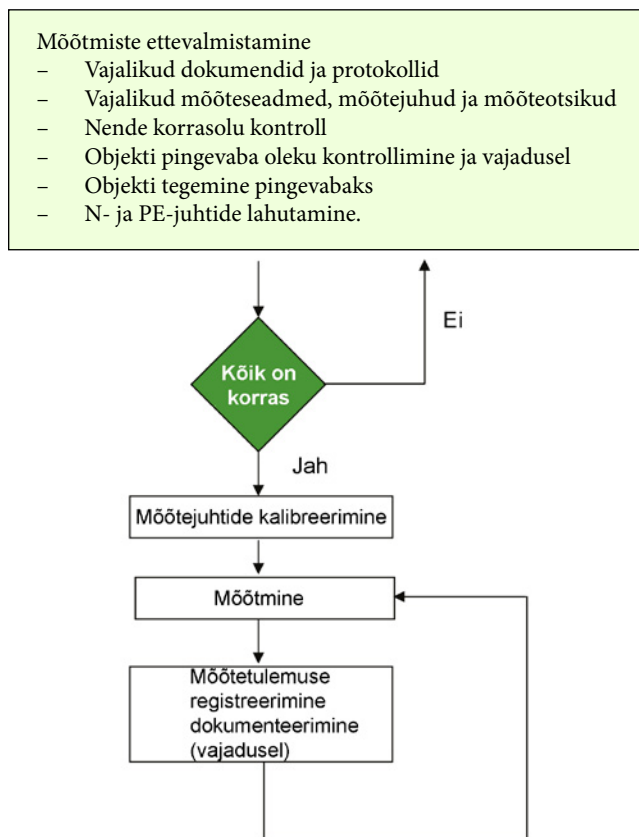 Mõõtmiste ettevalmistamine
– Vajalikud dokumendid ja protokollid
– Vajalikud mõõteseadmed, mõõtejuhud ja mõõteotsikud
– Nende korrasolu kontroll
– Objekti pingevaba oleku kontrollimine ja vajadusel
– Objekti tegemine pingevabaks
– N- ja PE-juhtide lahutamine.
Ei
Kõik on
korras
Jah
Mõõtejuhtide kalibreerimine
Mõõtmine
Mõõtetulemuse
registreerimine
dokumenteerimine
(vajadusel)